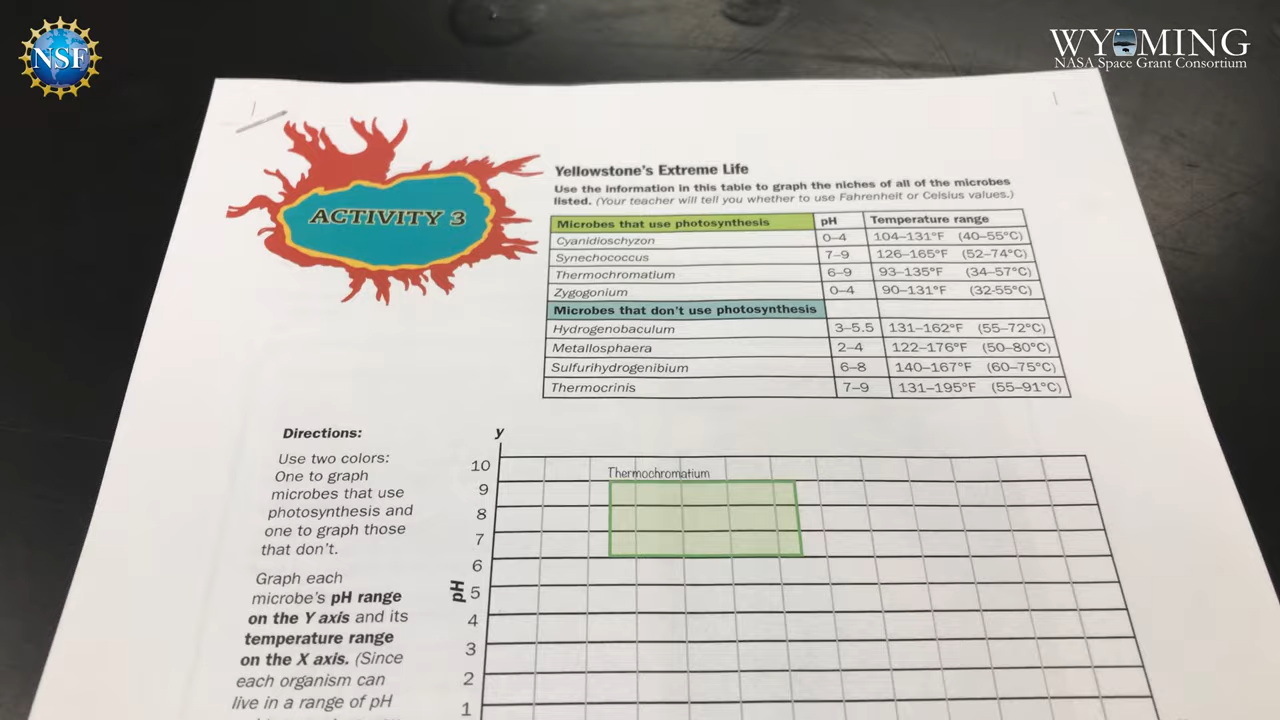 NSF
WYOMING
NASA Space Grant Consortium
ACTIVITY 3
Yellowstone's Extreme Life
Use the information in this table to graph the niches of all of the microbes
listed. (Your teacher will tell you whether to use Fahrenheit or Celsius values.)
Microbes that use photosynthesis pH Temperature range
Cyanidioschyzon 0–4 104–131°F (40–55°C)
Synechococcus 7–9 126–165°F (52–74°C)
Thermochromatium 6–9 93–135°F (34–57°C)
Zygogonium 0–4 90–131°F (32-55°C)
Microbes that don't use photosynthesis
Hydrogenobaculum 3–5.5 131–162°F (55–72°C)
Metallosphaera 2–4 122–176°F (50–80°C)
Sulfurihydrogenibium 6–8 140–167°F (60–75°C)
Thermocrinis 7–9 131–195°F (55–91°C)
Directions:
Use two colors:
One to graph
microbes that use
photosynthesis and
one to graph those
that don't.
Graph each
microbe's pH range
on the Y axis and its
temperature range
on the X axis. (Since
each organism can
live in a range of pH
y
10
Thermochromatium
9
8
7
6
pH
5
4
3
2
1